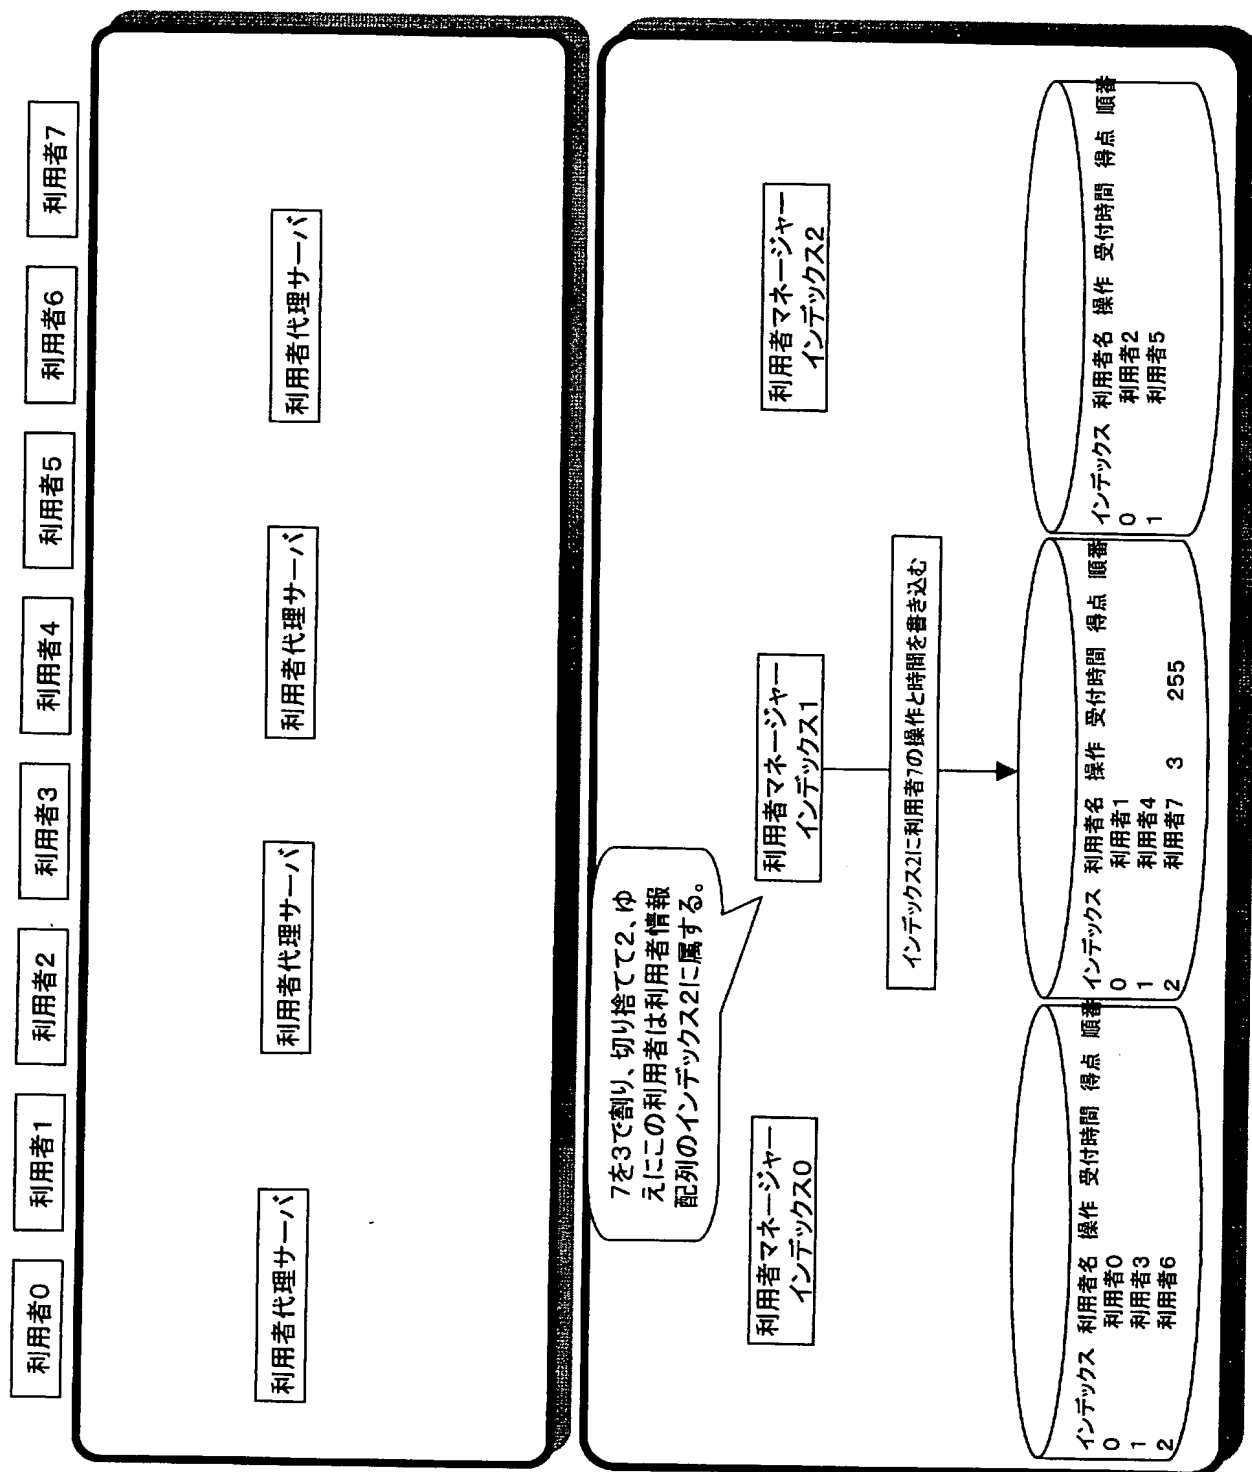 利用者0
利用者1
利用者2
利用者3
利用者4
利用者5
利用者6
利用者7
利用者代理サーバ
利用者代理サーバ
利用者代理サーバ
利用者代理サーバ
7を3で割り、切り捨てて2、ゆ
えにこの利用者は利用者情報
配列のインデックス2に属する。
利用者マネージャー
インデックス0
利用者マネージャー
インデックス1
利用者マネージャー
インデックス2
インデックス2に利用者7の操作と時間を書き込む
インデックス 利用者名 操作 受付時間 得点 順番
0 利用者0
1 利用者3
2 利用者6
インデックス 利用者名 操作 受付時間 得点 順番
0 利用者1
1 利用者4
2 利用者7 3 255
インデックス 利用者名 操作 受付時間 得点 順番
0 利用者2
1 利用者5